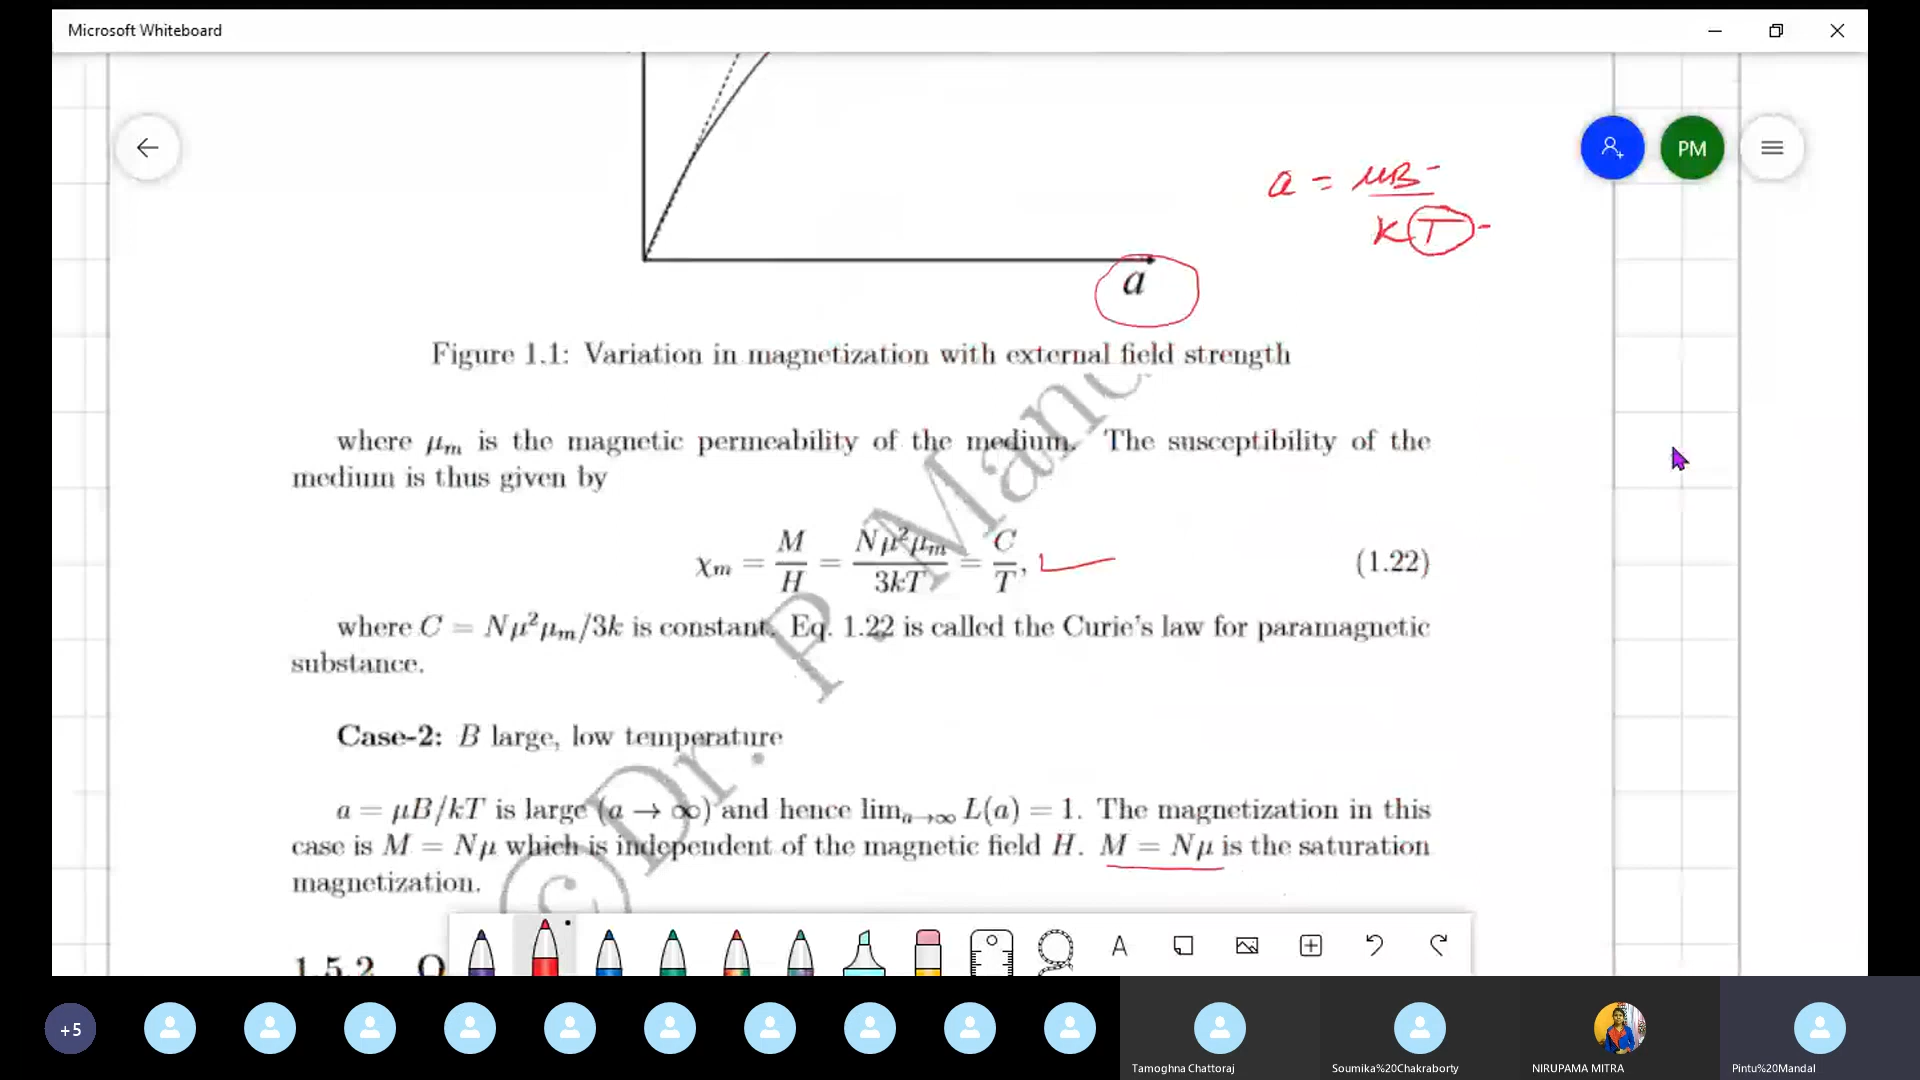 Microsoft Whiteboard
PM
a = μB
kT
a
Figure 1.1: Variation in magnetization with external field strength
where μₘ is the magnetic permeability of the medium. The susceptibility of the
medium is thus given by
χₘ = M/H = Nμ²μₘ/3kT = C/T, (1.22)
where C = Nμ²μₘ/3k is constant. Eq. 1.22 is called the Curie's law for paramagnetic
substance.
Case-2: B large, low temperature
a = μB/kT is large (a → ∞) and hence limₐ→∞ L(a) = 1. The magnetization in this
case is M = Nμ which is independent of the magnetic field H. M = Nμ is the saturation
magnetization.
©Dr. P. Mand
1.5.2
A
+5
Tamoghna Chattoraj
Soumika%20Chakraborty
NIRUPAMA MITRA
Pintu%20Mandal